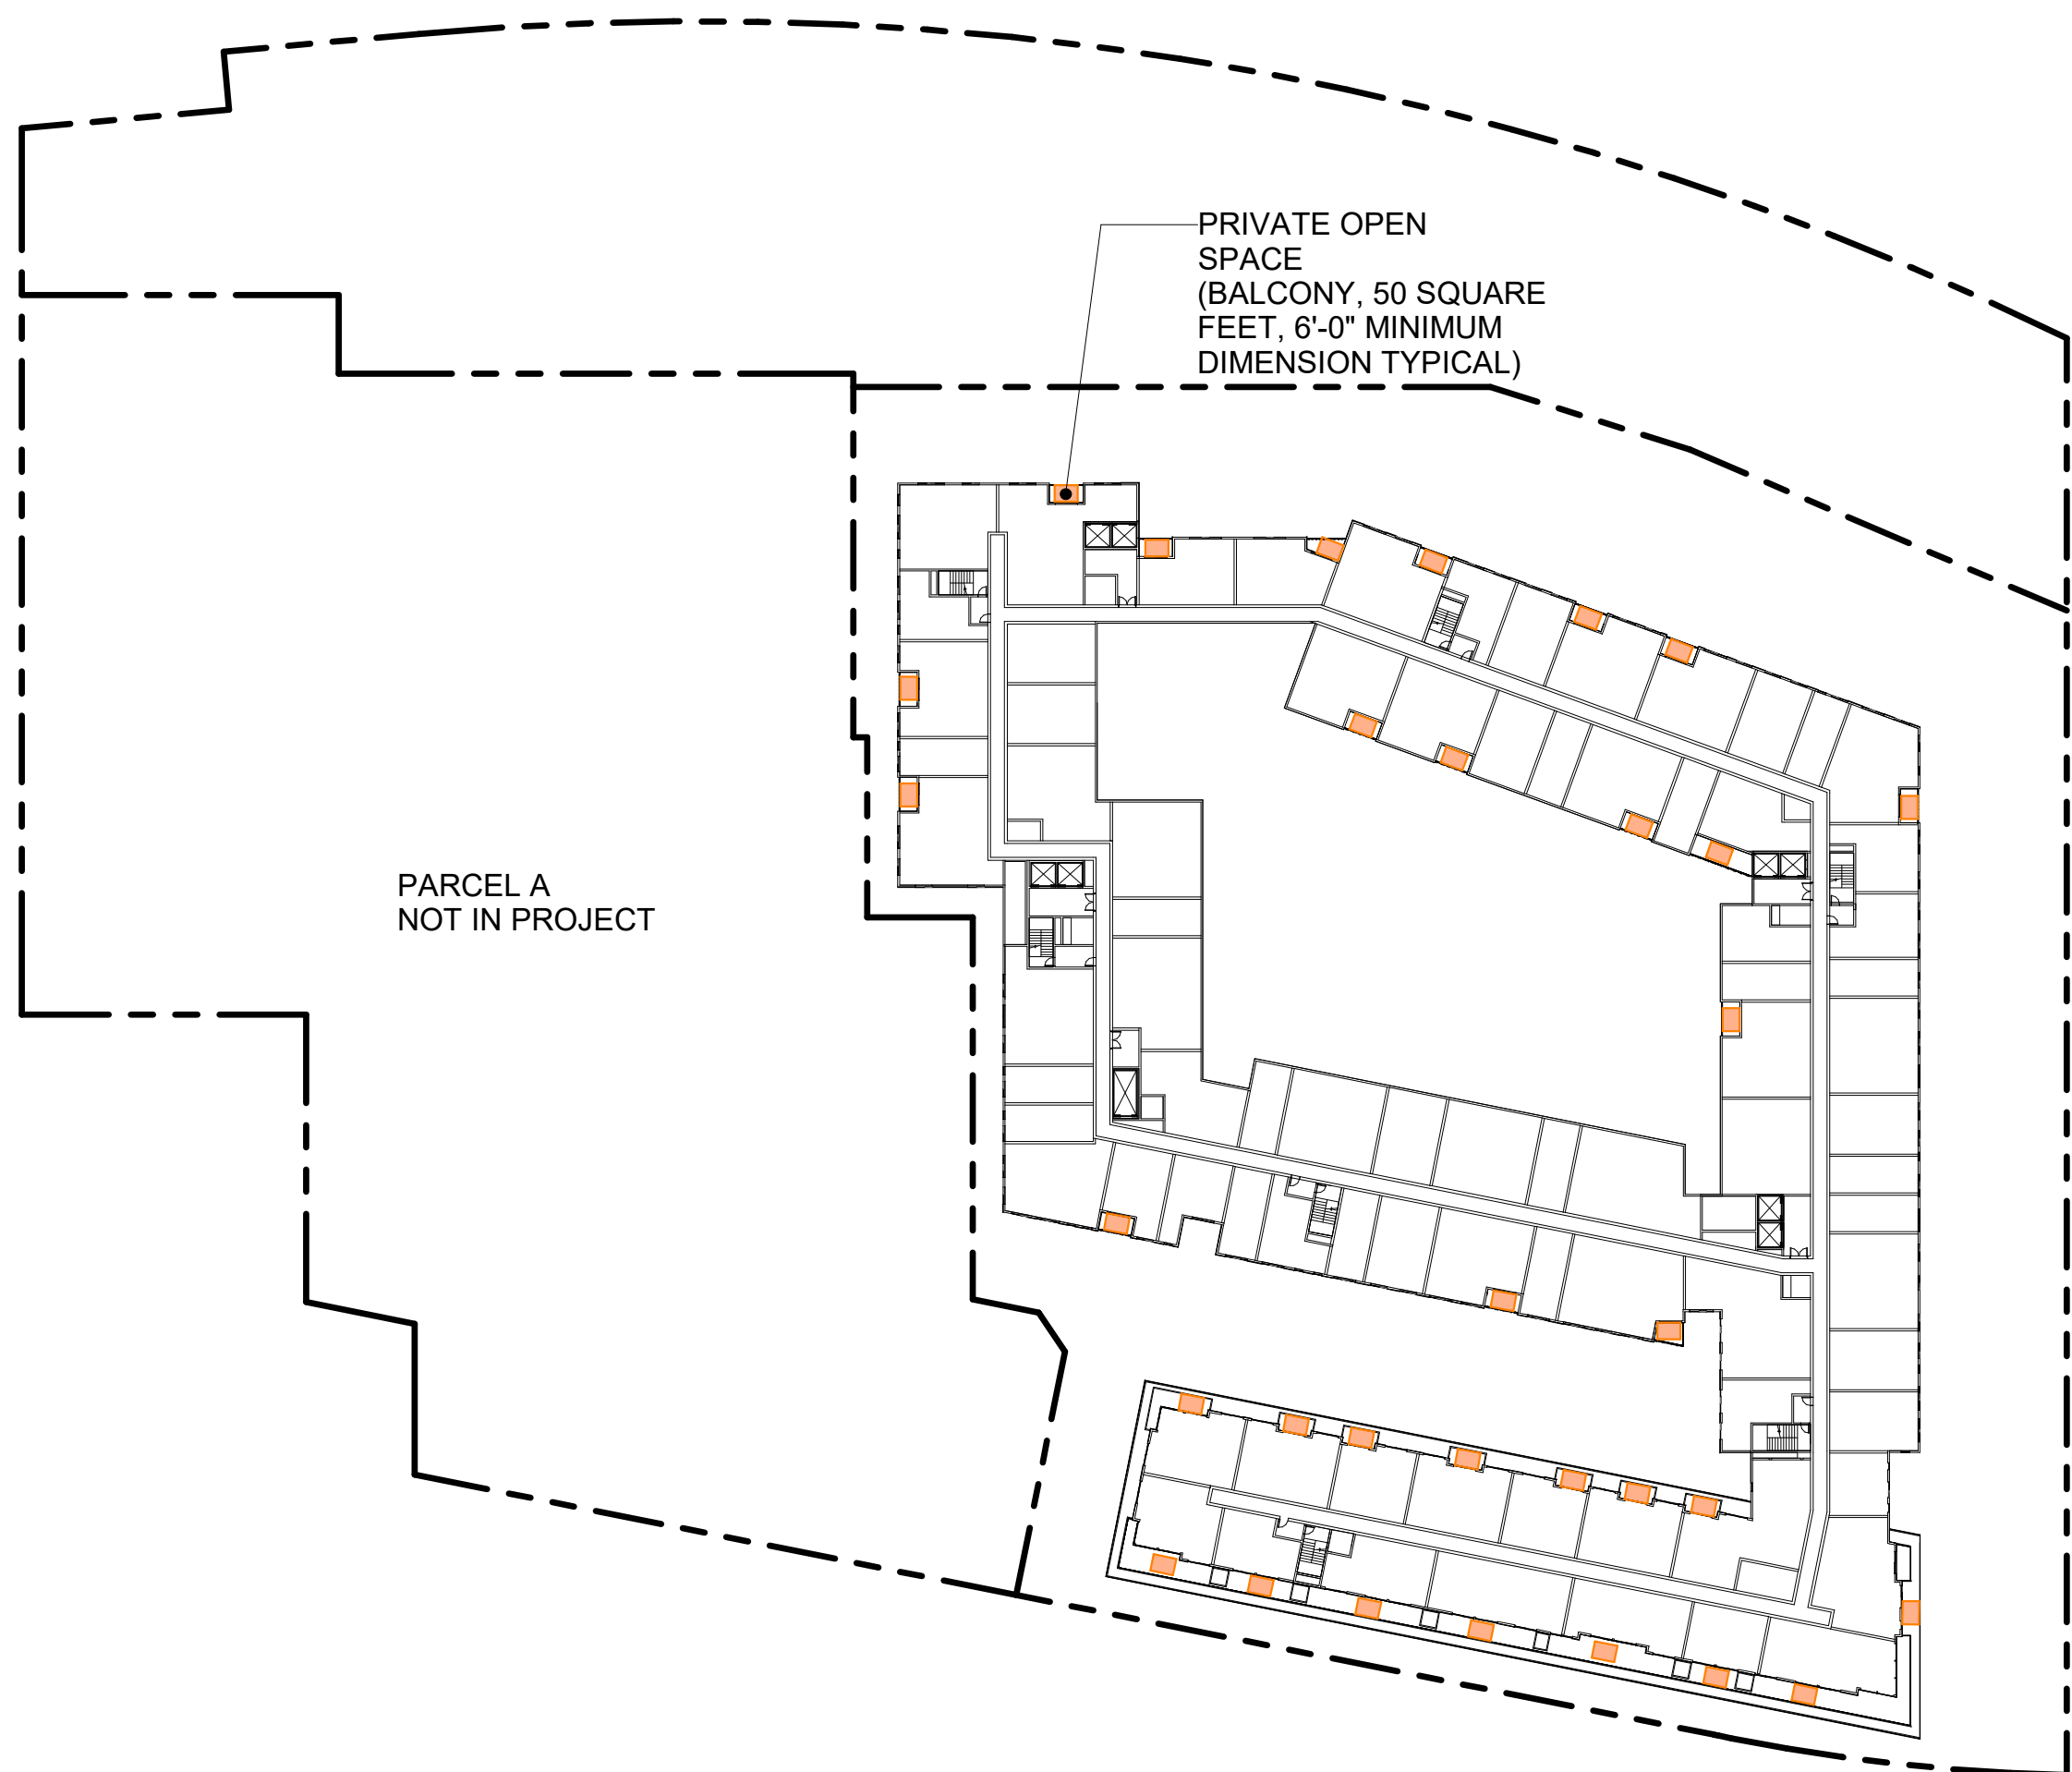 PRIVATE OPEN
SPACE
(BALCONY, 50 SQUARE
FEET, 6'-0" MINIMUM
DIMENSION TYPICAL)
PARCEL A
NOT IN PROJECT